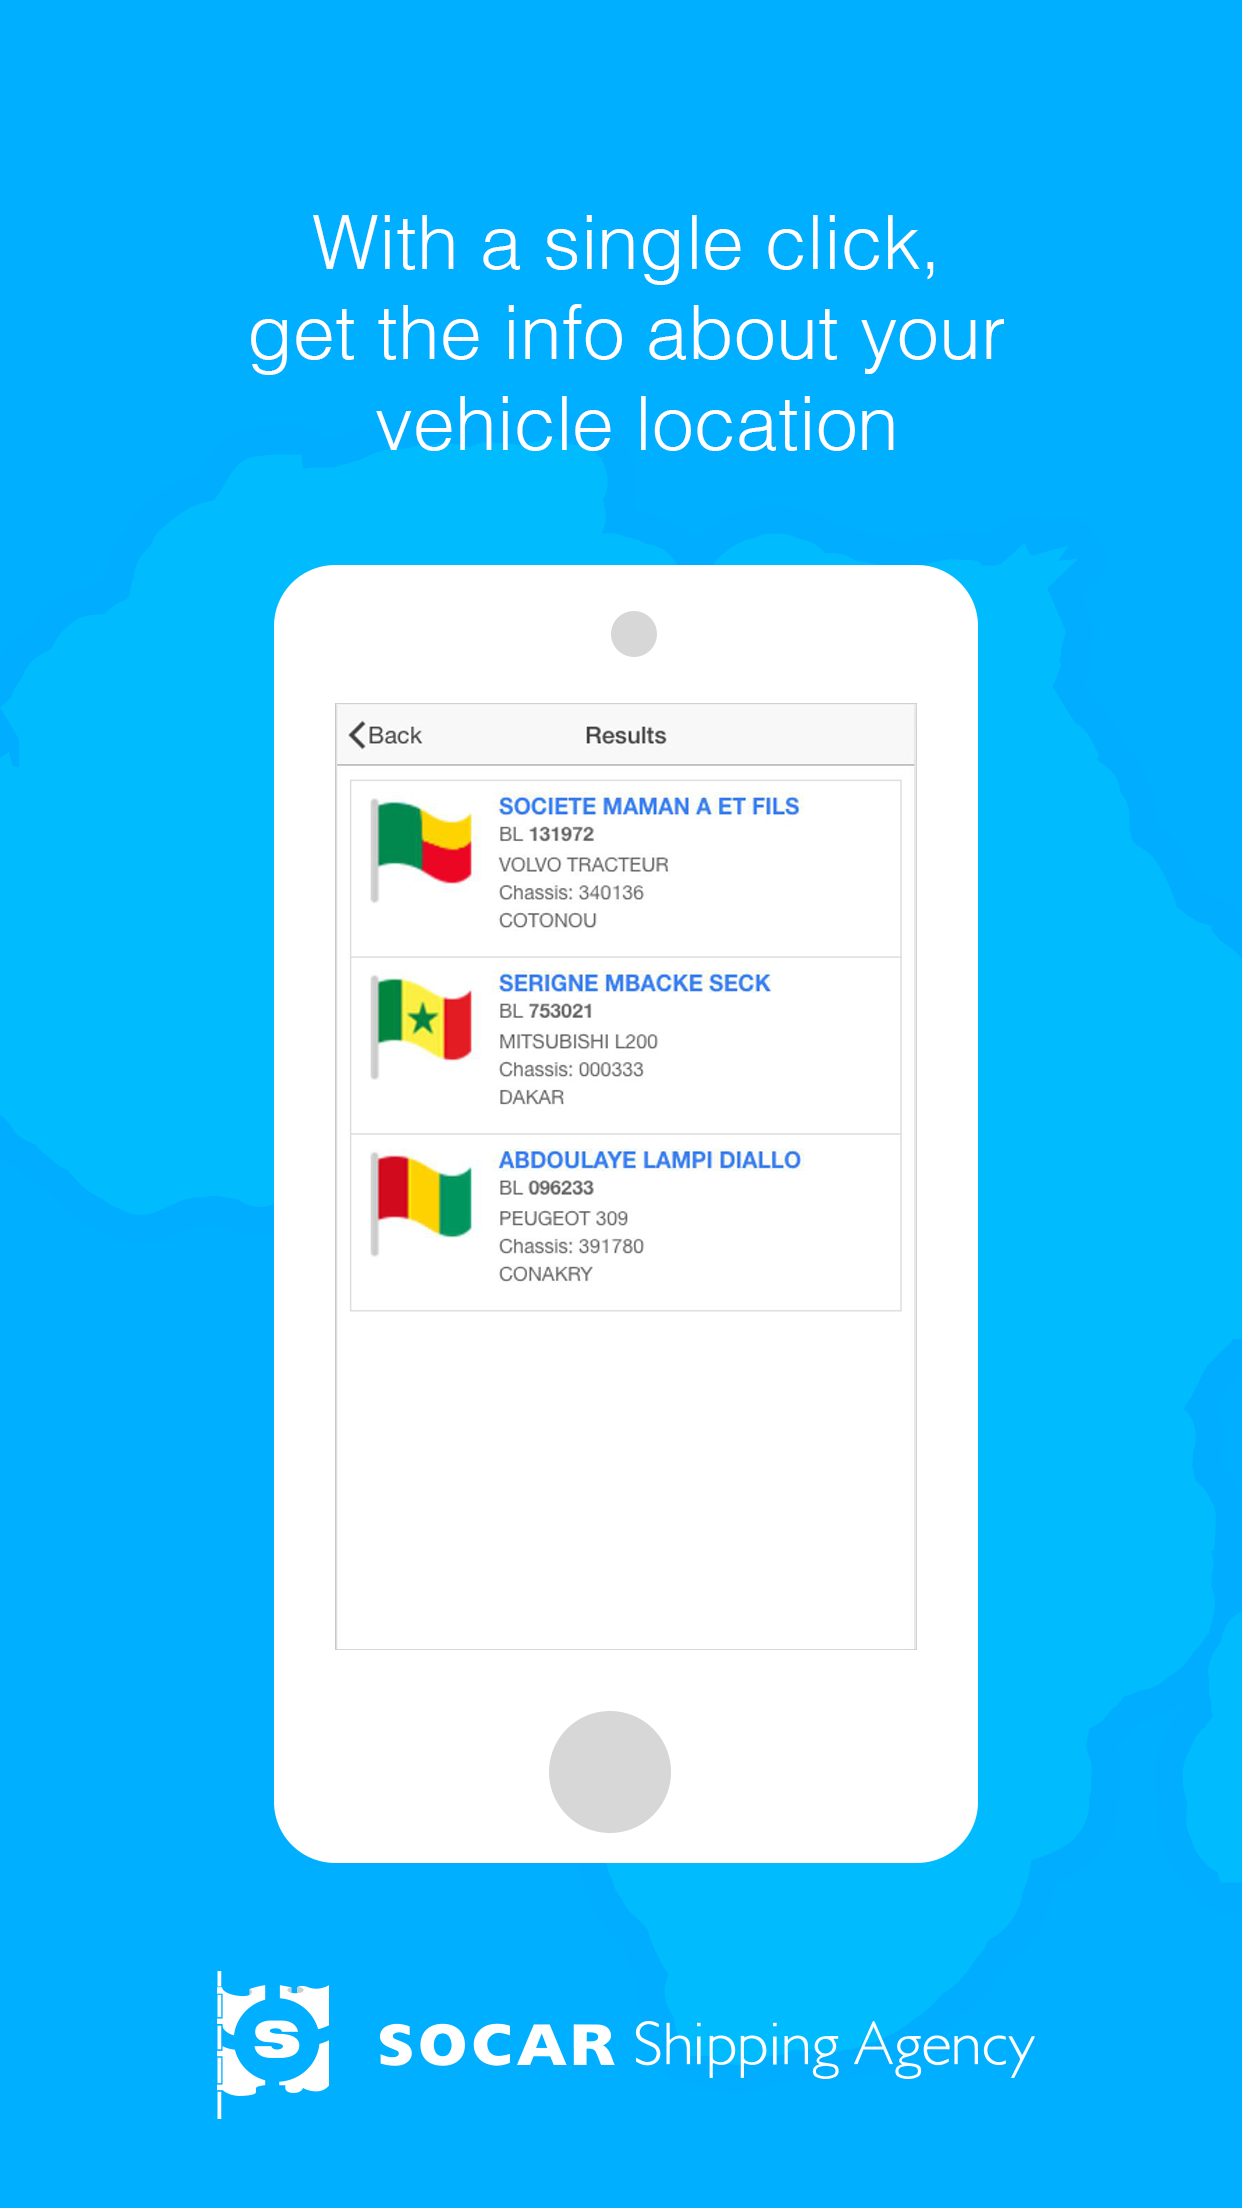 With a single click,
get the info about your
vehicle location
Back
Results
SOCIETE MAMAN A ET FILS
BL 131972
VOLVO TRACTEUR
Chassis: 340136
COTONOU
SERIGNE MBACKE SECK
BL 753021
MITSUBISHI L200
Chassis: 000333
DAKAR
ABDOULAYE LAMPI DIALLO
BL 096233
PEUGEOT 309
Chassis: 391780
CONAKRY
S
SOCAR Shipping Agency